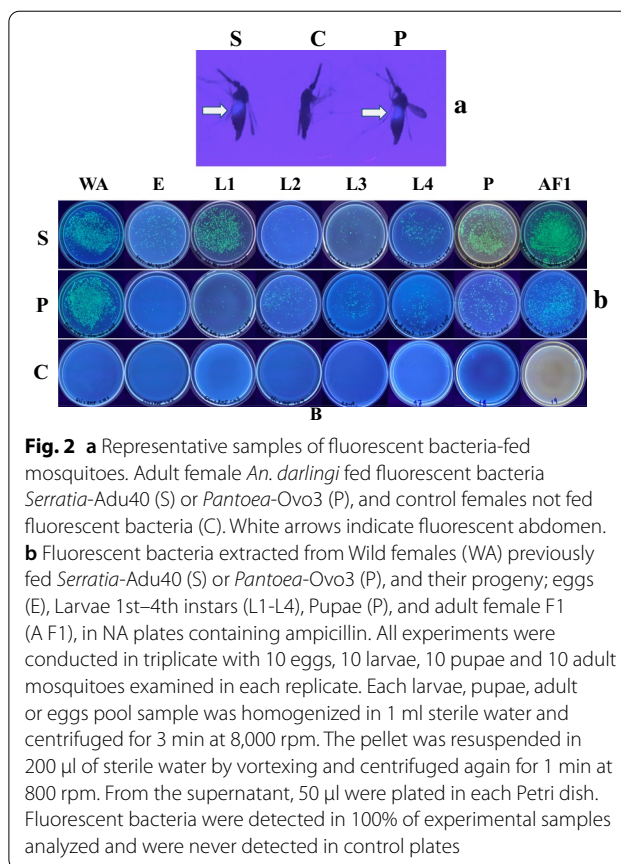 S C P
a
WA E L1 L2 L3 L4 P AF1
S
P
b
C
B
Fig. 2 a Representative samples of fluorescent bacteria-fed
mosquitoes. Adult female An. darlingi fed fluorescent bacteria
Serratia-Adu40 (S) or Pantoea-Ovo3 (P), and control females not fed
fluorescent bacteria (C). White arrows indicate fluorescent abdomen.
b Fluorescent bacteria extracted from Wild females (WA) previously
fed Serratia-Adu40 (S) or Pantoea-Ovo3 (P), and their progeny; eggs
(E), Larvae 1st–4th instars (L1-L4), Pupae (P), and adult female F1
(A F1), in NA plates containing ampicillin. All experiments were
conducted in triplicate with 10 eggs, 10 larvae, 10 pupae and 10 adult
mosquitoes examined in each replicate. Each larvae, pupae, adult
or eggs pool sample was homogenized in 1 ml sterile water and
centrifuged for 3 min at 8,000 rpm. The pellet was resuspended in
200 µl of sterile water by vortexing and centrifuged again for 1 min at
800 rpm. From the supernatant, 50 µl were plated in each Petri dish.
Fluorescent bacteria were detected in 100% of experimental samples
analyzed and were never detected in control plates